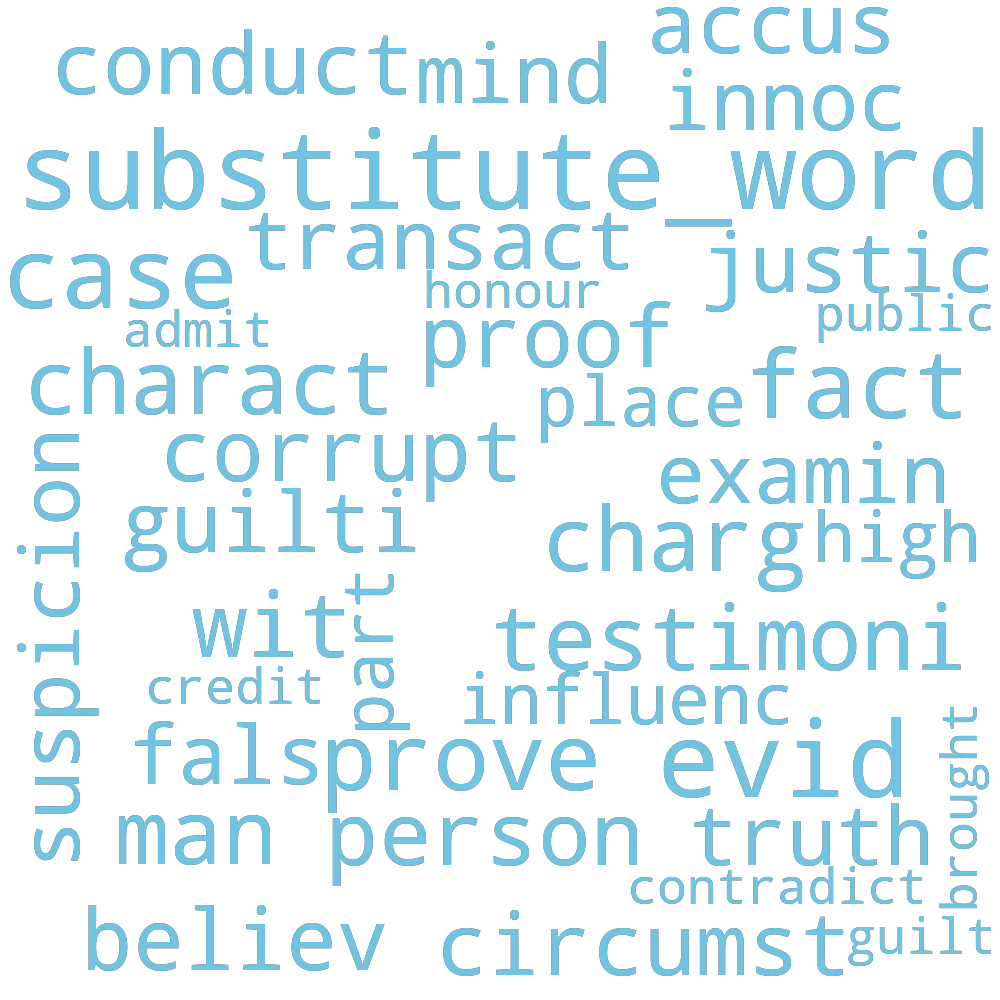 accus
conduct mind
innoc
substitute_word
transact
case justic
honour public
admit proof
charact place fact
corrupt
suspicion examin
guilti charg high
wit part testimoni
credit influenc
fals prove evid
brought
man person truth
contradict
believ circumst guilt